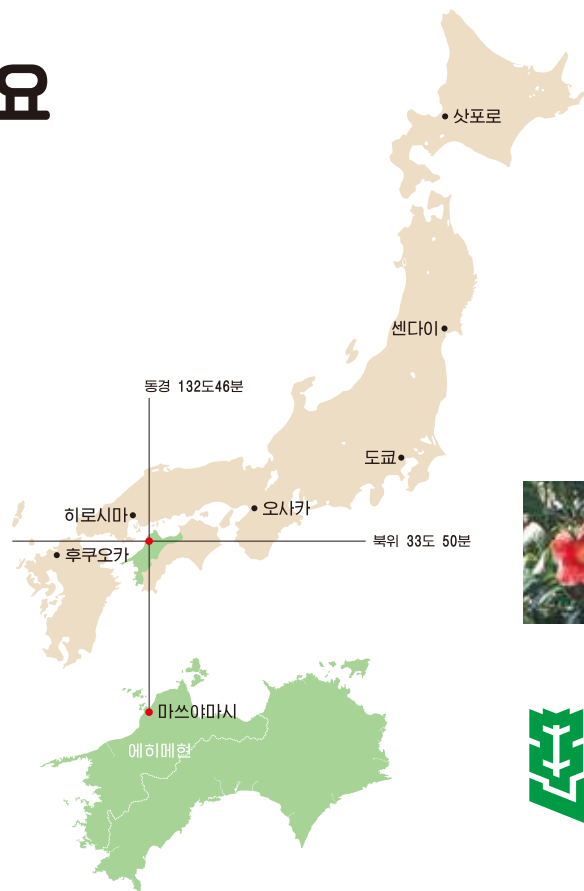 요
삿포로
센다이
동경 132도46분
도쿄
오사카
히로시마
북위 33도 50분
후쿠오카
마쓰야마시
에히메현